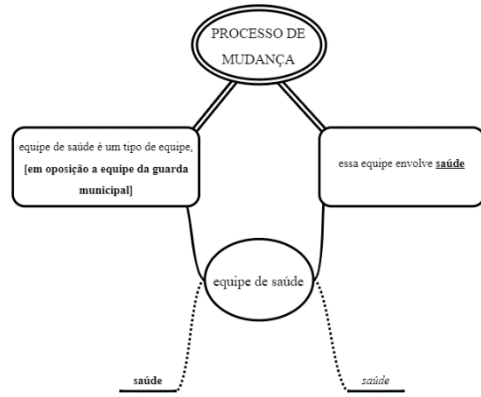 PROCESSO DE
MUDANÇA
equipe de saúde é um tipo de equipe,
[em oposição a equipe da guarda
municipal]
essa equipe envolve saúde
equipe de saúde
saúde
saúde